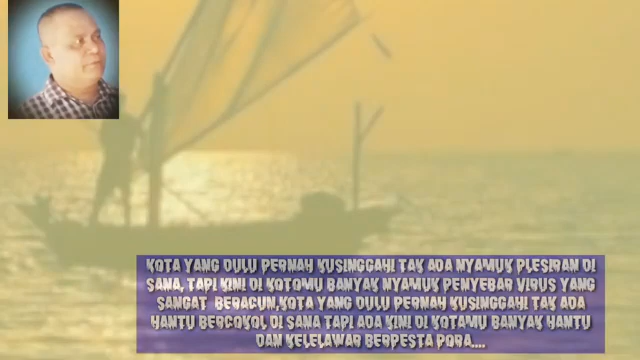 KOTA YANG DULU PERNAH KUSINGGAHI TAK ADA NYAMUK PLESIRAN DI
SANA, TAPI KINI DI KOTOMU BANYAK NYAMUK PENYEBAR VIRUS YANG
SANGAT BERACUN,KOTA YANG DULU PERNAH KUSINGGAHI TAK ADA
HANTU BERCOKOL DI SANA TAPI ADA KINI DI KOTAMU BANYAK HANTU
DAN KELELAWAR BERPESTA PORA....